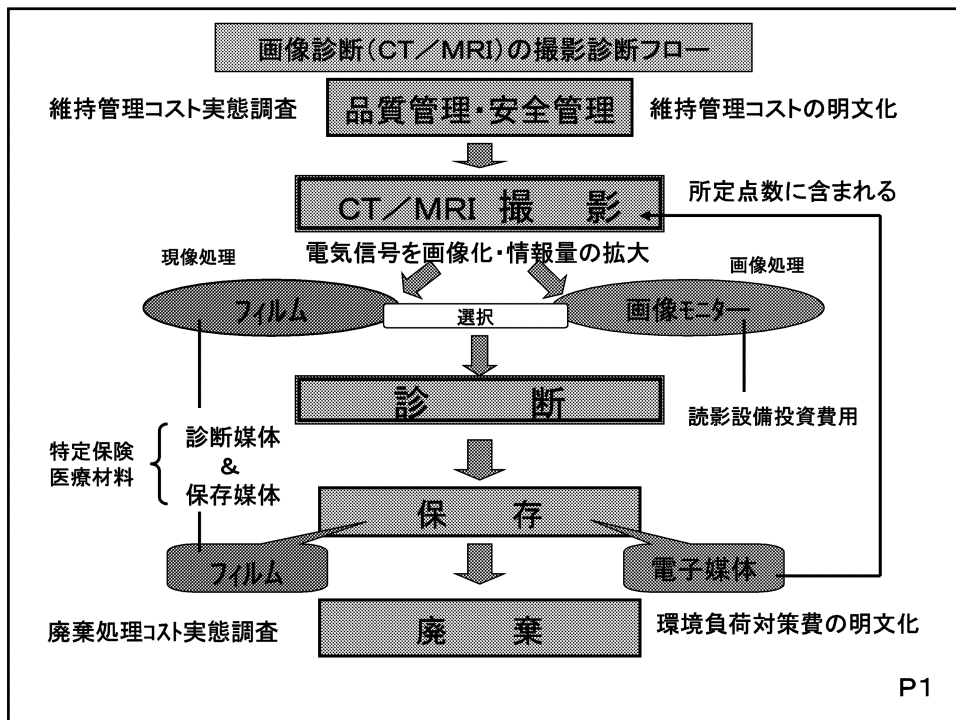 画像診断(CT/MRI)の撮影診断フロー
維持管理コスト実態調査
品質管理・安全管理
維持管理コストの明文化
CT/MRI 撮 影
所定点数に含まれる
電気信号を画像化・情報量の拡大
現像処理
画像処理
フィルム
選択
画像モニター
診 断
読影設備投資費用
特定保険
医療材料
診断媒体
&
保存媒体
保 存
フィルム
電子媒体
廃棄処理コスト実態調査
廃 棄
環境負荷対策費の明文化
P1